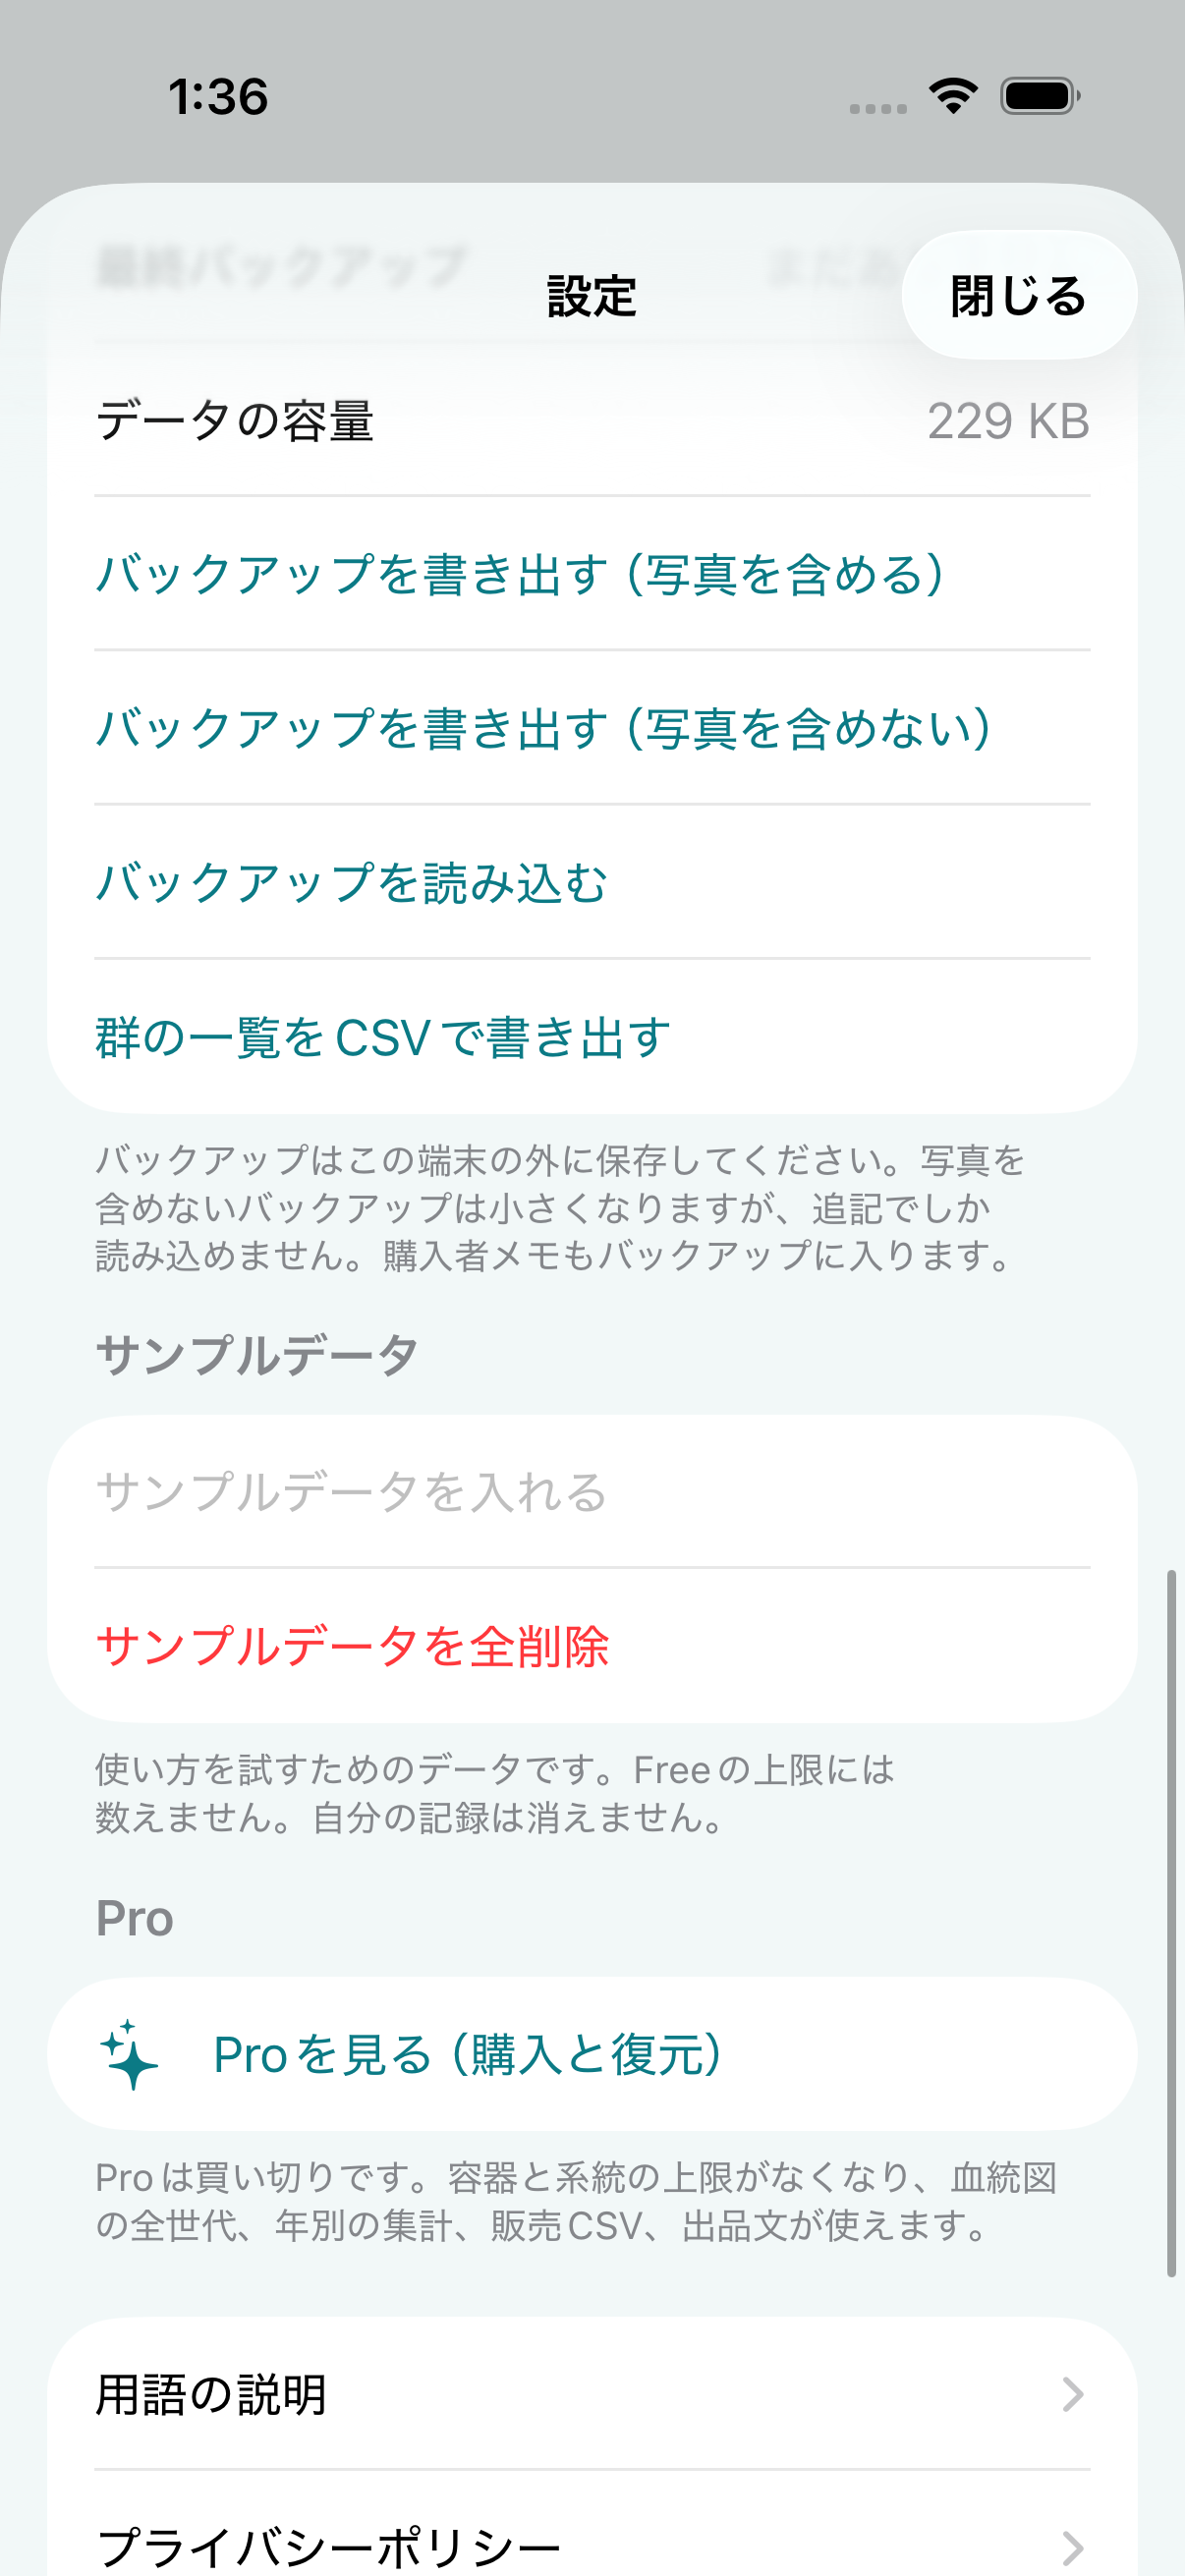 1:36
最終バックアップ
設定
閉じる
データの容量
229 KB
バックアップを書き出す（写真を含める）
バックアップを書き出す（写真を含めない）
バックアップを読み込む
群の一覧をCSVで書き出す
バックアップはこの端末の外に保存してください。写真を
含めないバックアップは小さくなりますが、追記でしか
読み込めません。購入者メモもバックアップに入ります。
サンプルデータ
サンプルデータを入れる
サンプルデータを全削除
使い方を試すためのデータです。Freeの上限には
数えません。自分の記録は消えません。
Pro
Proを見る（購入と復元）
Proは買い切りです。容器と系統の上限がなくなり、血統図
の全世代、年別の集計、販売CSV、出品文が使えます。
用語の説明
プライバシーポリシー